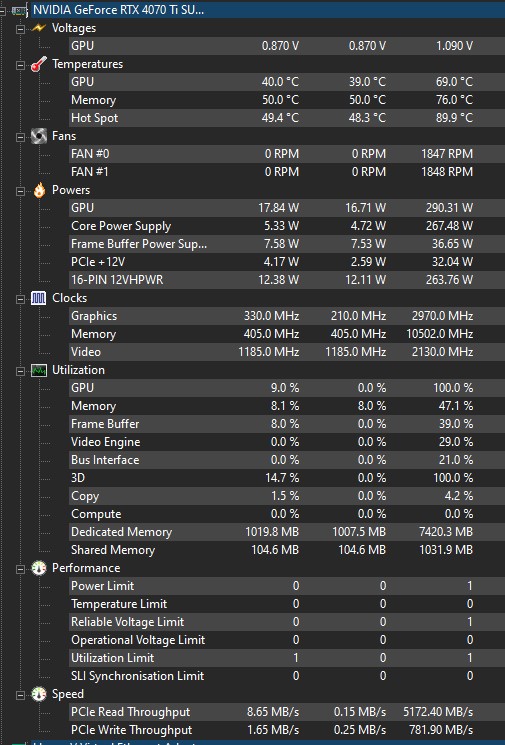 NVIDIA GeForce RTX 4070 Ti SU...
Voltages
GPU 0.870 V 0.870 V 1.090 V
Temperatures
GPU 40.0 °C 39.0 °C 69.0 °C
Memory 50.0 °C 50.0 °C 76.0 °C
Hot Spot 49.4 °C 48.3 °C 89.9 °C
Fans
FAN #0 0 RPM 0 RPM 1847 RPM
FAN #1 0 RPM 0 RPM 1848 RPM
Powers
GPU 17.84 W 16.71 W 290.31 W
Core Power Supply 5.33 W 4.72 W 267.48 W
Frame Buffer Power Sup... 7.58 W 7.53 W 36.65 W
PCIe +12V 4.17 W 2.59 W 32.04 W
16-PIN 12VHPWR 12.38 W 12.11 W 263.76 W
Clocks
Graphics 330.0 MHz 210.0 MHz 2970.0 MHz
Memory 405.0 MHz 405.0 MHz 10502.0 MHz
Video 1185.0 MHz 1185.0 MHz 2130.0 MHz
Utilization
GPU 9.0 % 0.0 % 100.0 %
Memory 8.1 % 8.0 % 47.1 %
Frame Buffer 8.0 % 0.0 % 39.0 %
Video Engine 0.0 % 0.0 % 29.0 %
Bus Interface 0.0 % 0.0 % 21.0 %
3D 14.7 % 0.0 % 100.0 %
Copy 1.5 % 0.0 % 4.2 %
Compute 0.0 % 0.0 % 0.0 %
Dedicated Memory 1019.8 MB 1007.5 MB 7420.3 MB
Shared Memory 104.6 MB 104.6 MB 1031.9 MB
Performance
Power Limit 0 0 1
Temperature Limit 0 0 0
Reliable Voltage Limit 0 0 1
Operational Voltage Limit 0 0 0
Utilization Limit 1 0 1
SLI Synchronisation Limit 0 0 0
Speed
PCIe Read Throughput 8.65 MB/s 0.15 MB/s 5172.40 MB/s
PCIe Write Throughput 1.65 MB/s 0.25 MB/s 781.90 MB/s